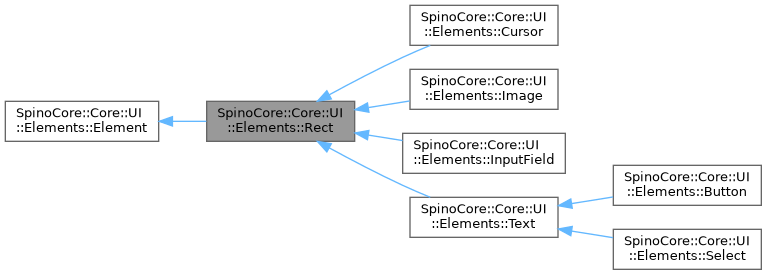 SpinoCore::Core::UI
::Elements::Cursor
SpinoCore::Core::UI
::Elements::Image
SpinoCore::Core::UI
::Elements::Element
SpinoCore::Core::UI
::Elements::Rect
SpinoCore::Core::UI
::Elements::InputField
SpinoCore::Core::UI
::Elements::Text
SpinoCore::Core::UI
::Elements::Button
SpinoCore::Core::UI
::Elements::Select